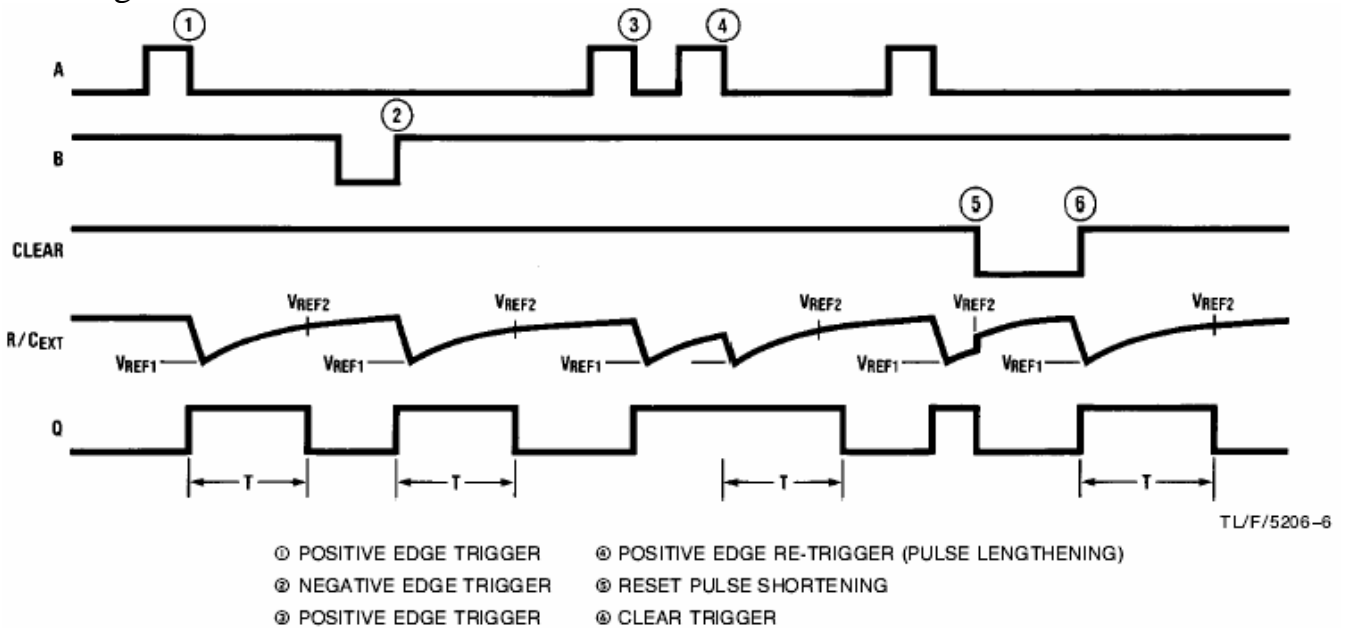 ① ③ ④
A
②
B
⑤ ⑥
CLEAR
VREF2 VREF2 VREF2 VREF2 VREF2
R/CEXT
VREF1 VREF1 VREF1 VREF1 VREF1
Q
T T T T
TL/F/5206–6
① POSITIVE EDGE TRIGGER ④ POSITIVE EDGE RE-TRIGGER (PULSE LENGTHENING)
② NEGATIVE EDGE TRIGGER ⑤ RESET PULSE SHORTENING
③ POSITIVE EDGE TRIGGER ⑥ CLEAR TRIGGER